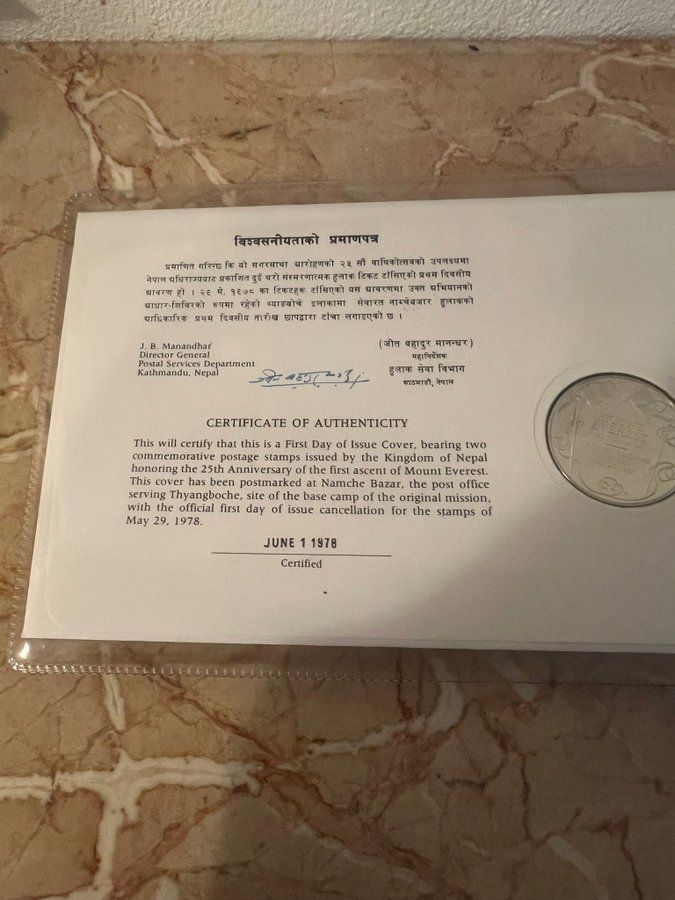 विश्वसनीयताको प्रमाणपत्र
प्रमाणित गरिन्छ कि यो सगरमाथा आरोहणको २५ सौं वार्षिकोत्सवको उपलक्ष्यमा
नेपाल अधिराज्यबाट प्रकाशित दुई थरी संस्मरणात्मक हुलाक टिकट टाँसिएको प्रथम दिवसीय
आवरण हो । २९ मे, १९७८ का टिकटहरू टाँसिएको यस आवरणमा उक्त अभियानको
आधार-शिविरको रूपमा रहेको थ्याङबोचे इलाकामा सेवारत नाम्चेबजार हुलाकको
आधिकारिक प्रथम दिवसीय तारीख छापद्वारा टाँचा लगाइएको छ ।
J. B. Manandhar
Director General
Postal Services Department
Kathmandu, Nepal
(जीत बहादुर मानन्धर)
महानिर्देशक
हुलाक सेवा विभाग
काठमाडौं, नेपाल
CERTIFICATE OF AUTHENTICITY
This will certify that this is a First Day of Issue Cover, bearing two
commemorative postage stamps issued by the Kingdom of Nepal
honoring the 25th Anniversary of the first ascent of Mount Everest.
This cover has been postmarked at Namche Bazar, the post office
serving Thyangboche, site of the base camp of the original mission,
with the official first day of issue cancellation for the stamps of
May 29, 1978.
JUNE 1 1978
Certified
EVEREST